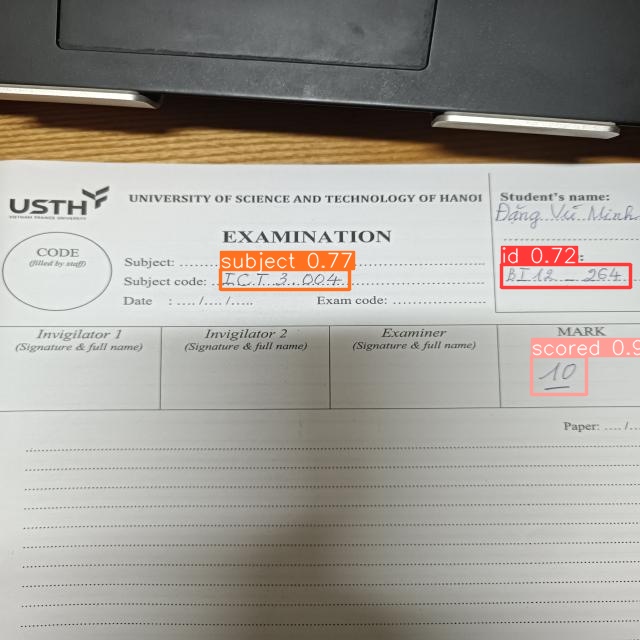 USTH
VIETNAM FRANCE UNIVERSITY
UNIVERSITY OF SCIENCE AND TECHNOLOGY OF HANOI
Student's name:
Đặng Vũ Minh
EXAMINATION
CODE
(filled by staff)
Subject: ........
subject 0.77
id 0.72
Subject code: ..ICT 3.004
BI12_264
Date : ..../..../.....
Exam code: ................
Invigilator 1
(Signature & full name)
Invigilator 2
(Signature & full name)
Examiner
(Signature & full name)
MARK
scored 0.9
10
Paper: ..../...